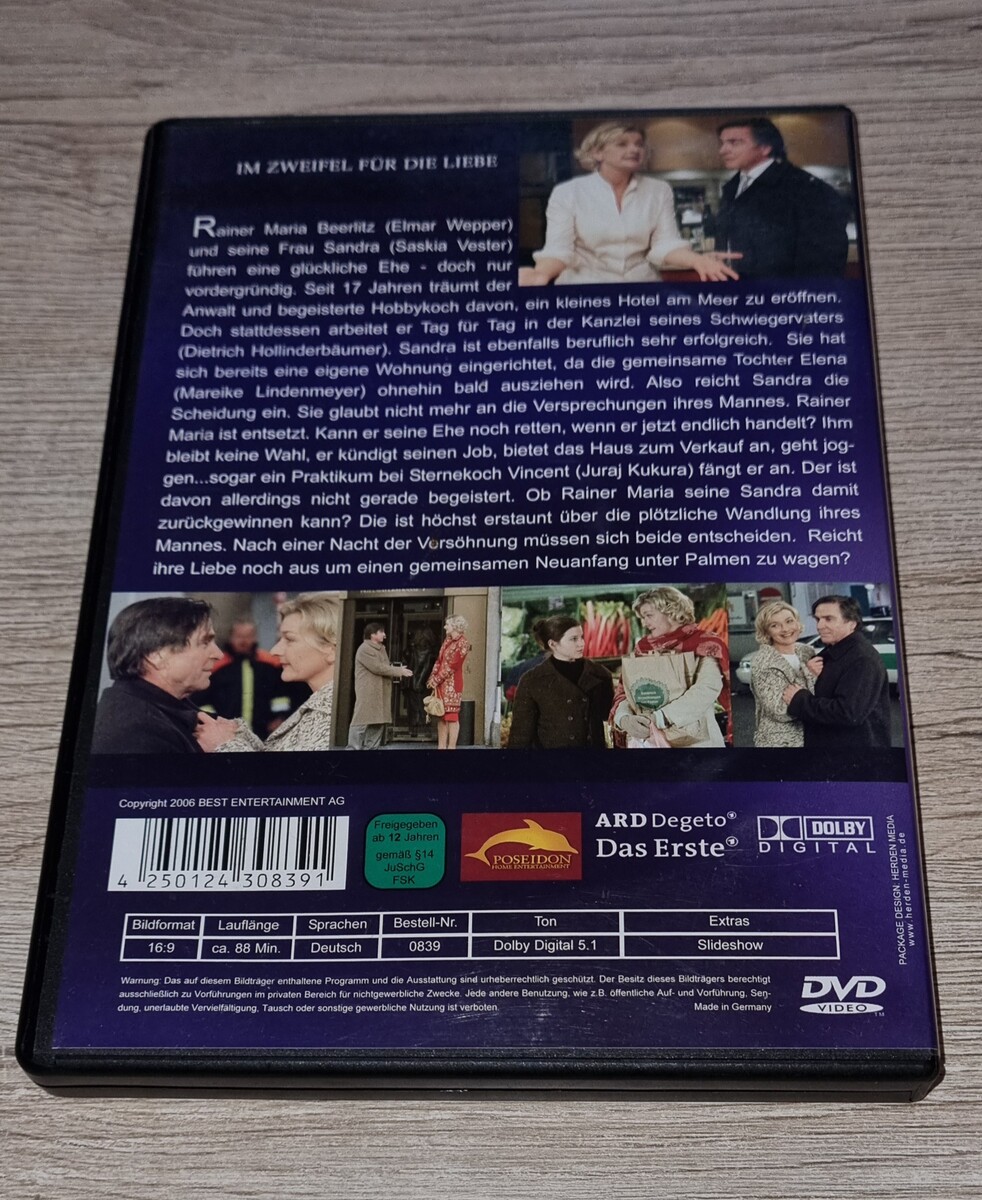 IM ZWEIFEL FÜR DIE LIEBE
Rainer Maria Beerlitz (Elmar Wepper)
und seine Frau Sandra (Saskia Vester)
führen eine glückliche Ehe - doch nur
vordergründig. Seit 17 Jahren träumt der
Anwalt und begeisterte Hobbykoch davon, ein kleines Hotel am Meer zu eröffnen.
Doch stattdessen arbeitet er Tag für Tag in der Kanzlei seines Schwiegervaters
(Dietrich Hollinderbäumer). Sandra ist ebenfalls beruflich sehr erfolgreich. Sie hat
sich bereits eine eigene Wohnung eingerichtet, da die gemeinsame Tochter Elena
(Mareike Lindenmeyer) ohnehin bald ausziehen wird. Also reicht Sandra die
Scheidung ein. Sie glaubt nicht mehr an die Versprechungen ihres Mannes. Rainer
Maria ist entsetzt. Kann er seine Ehe noch retten, wenn er jetzt endlich handelt? Ihm
bleibt keine Wahl, er kündigt seinen Job, bietet das Haus zum Verkauf an, geht jog-
gen...sogar ein Praktikum bei Sternekoch Vincent (Juraj Kukura) fängt er an. Der ist
davon allerdings nicht gerade begeistert. Ob Rainer Maria seine Sandra damit
zurückgewinnen kann? Die ist höchst erstaunt über die plötzliche Wandlung ihres
Mannes. Nach einer Nacht der Versöhnung müssen sich beide entscheiden. Reicht
ihre Liebe noch aus um einen gemeinsamen Neuanfang unter Palmen zu wagen?
Copyright 2006 BEST ENTERTAINMENT AG
4 250124 308391
Freigegeben
ab 12 Jahren
gemäß §14
JuSchG
FSK
POSEIDON
HOME ENTERTAINMENT
ARD Degeto
Das Erste
DOLBY
DIGITAL
PACKAGE DESIGN: HERDEN MEDIA
www.herden-media.de
Bildformat Lauflänge Sprachen Bestell-Nr. Ton Extras
16:9 ca. 88 Min. Deutsch 0839 Dolby Digital 5.1 Slideshow
Warnung: Das auf diesem Bildträger enthaltene Programm und die Ausstattung sind urheberrechtlich geschützt. Der Besitz dieses Bildträgers berechtigt
ausschließlich zu Vorführungen im privaten Bereich für nichtgewerbliche Zwecke. Jede andere Benutzung, wie z.B. öffentliche Auf- und Vorführung, Sen-
dung, unerlaubte Vervielfältigung, Tausch oder sonstige gewerbliche Nutzung ist verboten.
Made in Germany
DVD
VIDEO
TM